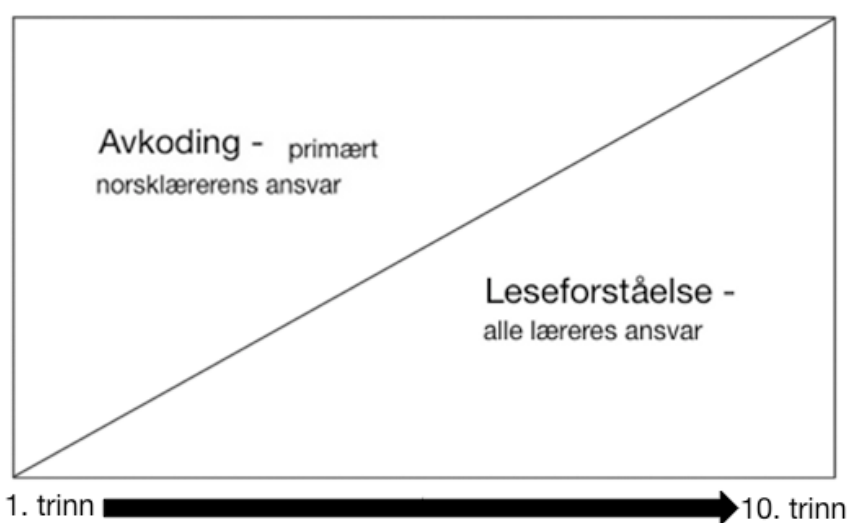 Avkoding - primært
norsklærerens ansvar
Leseforståelse -
alle læreres ansvar
1. trinn
10. trinn